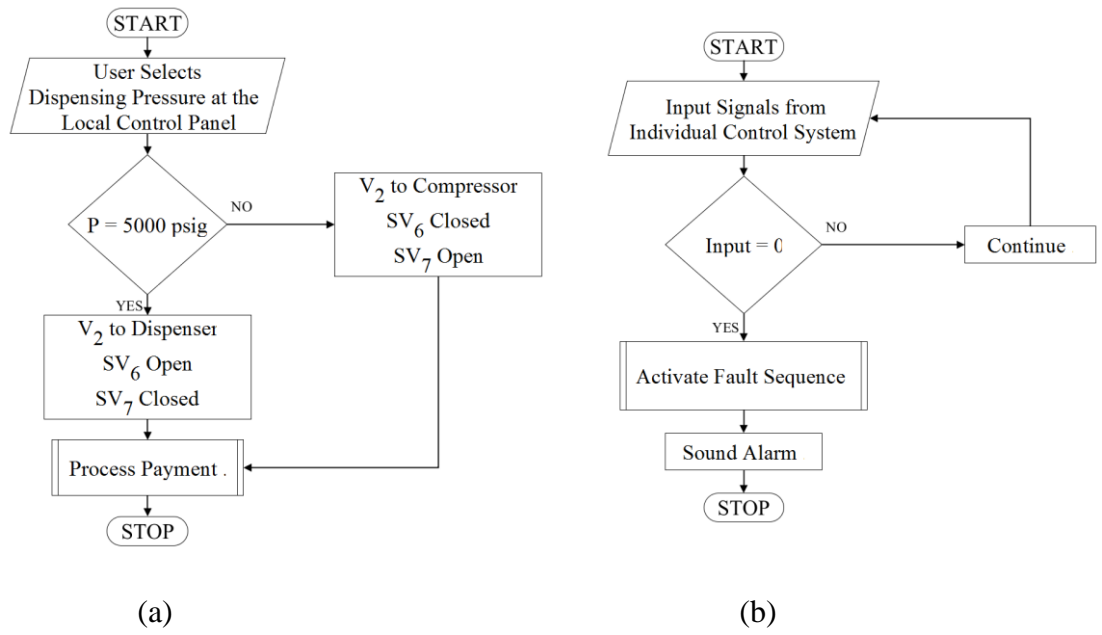 START
User Selects
Dispensing Pressure at the
Local Control Panel
P = 5000 psig
NO
V2 to Compressor
SV6 Closed
SV7 Open
YES
V2 to Dispenser
SV6 Open
SV7 Closed
Process Payment .
STOP
(a)
START
Input Signals from
Individual Control System
Input = 0
NO
Continue
YES
Activate Fault Sequence
Sound Alarm
STOP
(b)